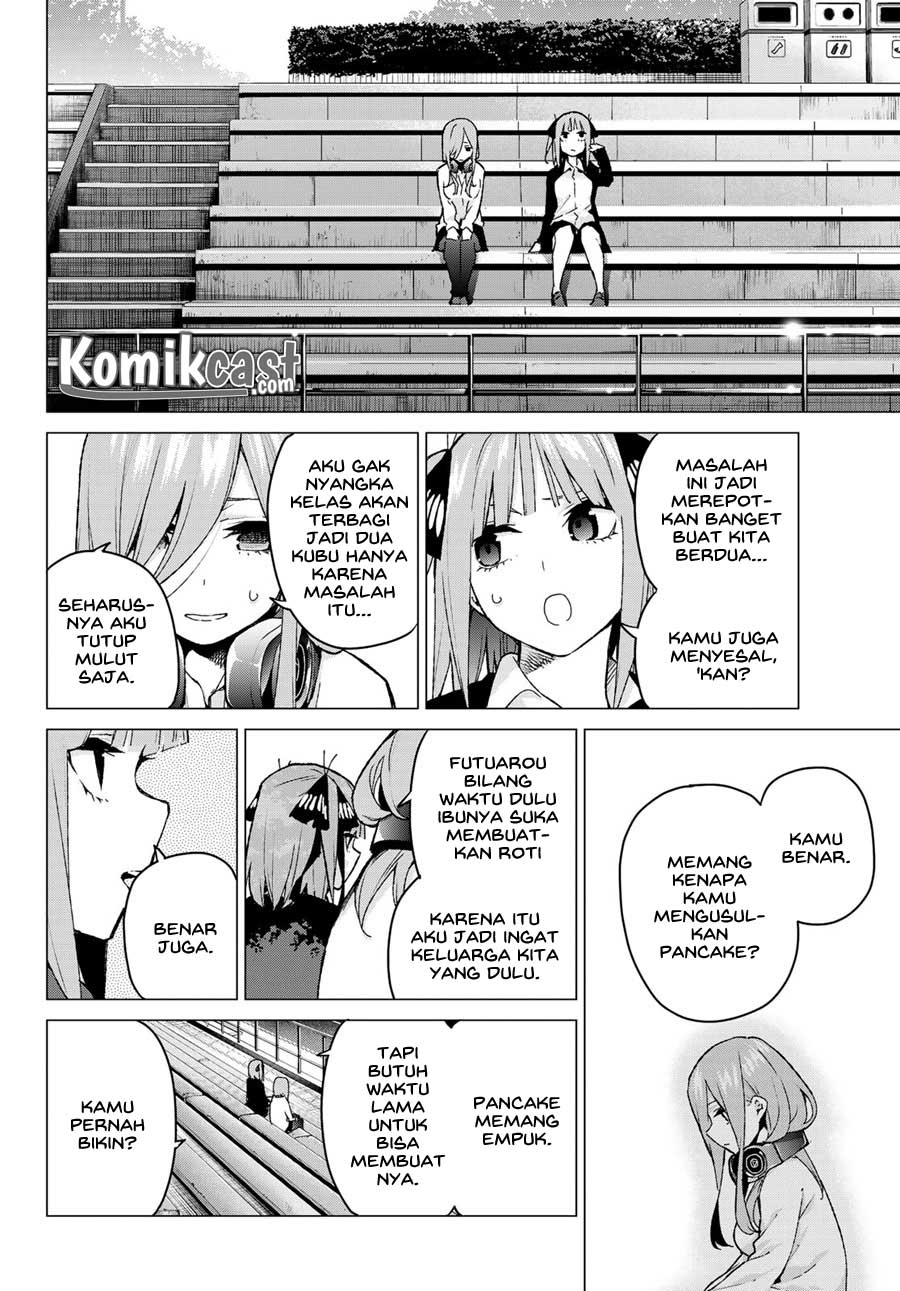 Komikcast
.com
MASALAH
INI JADI
MEREPOT-
KAN BANGET
BUAT KITA
BERDUA...
KAMU JUGA
MENYESAL,
'KAN?
AKU GAK
NYANGKA
KELAS AKAN
TERBAGI
JADI DUA
KUBU HANYA
KARENA
MASALAH
ITU...
SEHARUS-
NYA AKU
TUTUP
MULUT
SAJA.
KAMU
BENAR.
MEMANG
KENAPA
KAMU
MENGUSUL-
KAN
PANCAKE?
FUTUAROU
BILANG
WAKTU DULU
IBUNYA SUKA
MEMBUAT-
KAN ROTI
KARENA ITU
AKU JADI INGAT
KELUARGA KITA
YANG DULU.
BENAR
JUGA.
PANCAKE
MEMANG
EMPUK.
TAPI
BUTUH
WAKTU
LAMA
UNTUK
BISA
MEMBUAT
NYA.
KAMU
PERNAH
BIKIN?